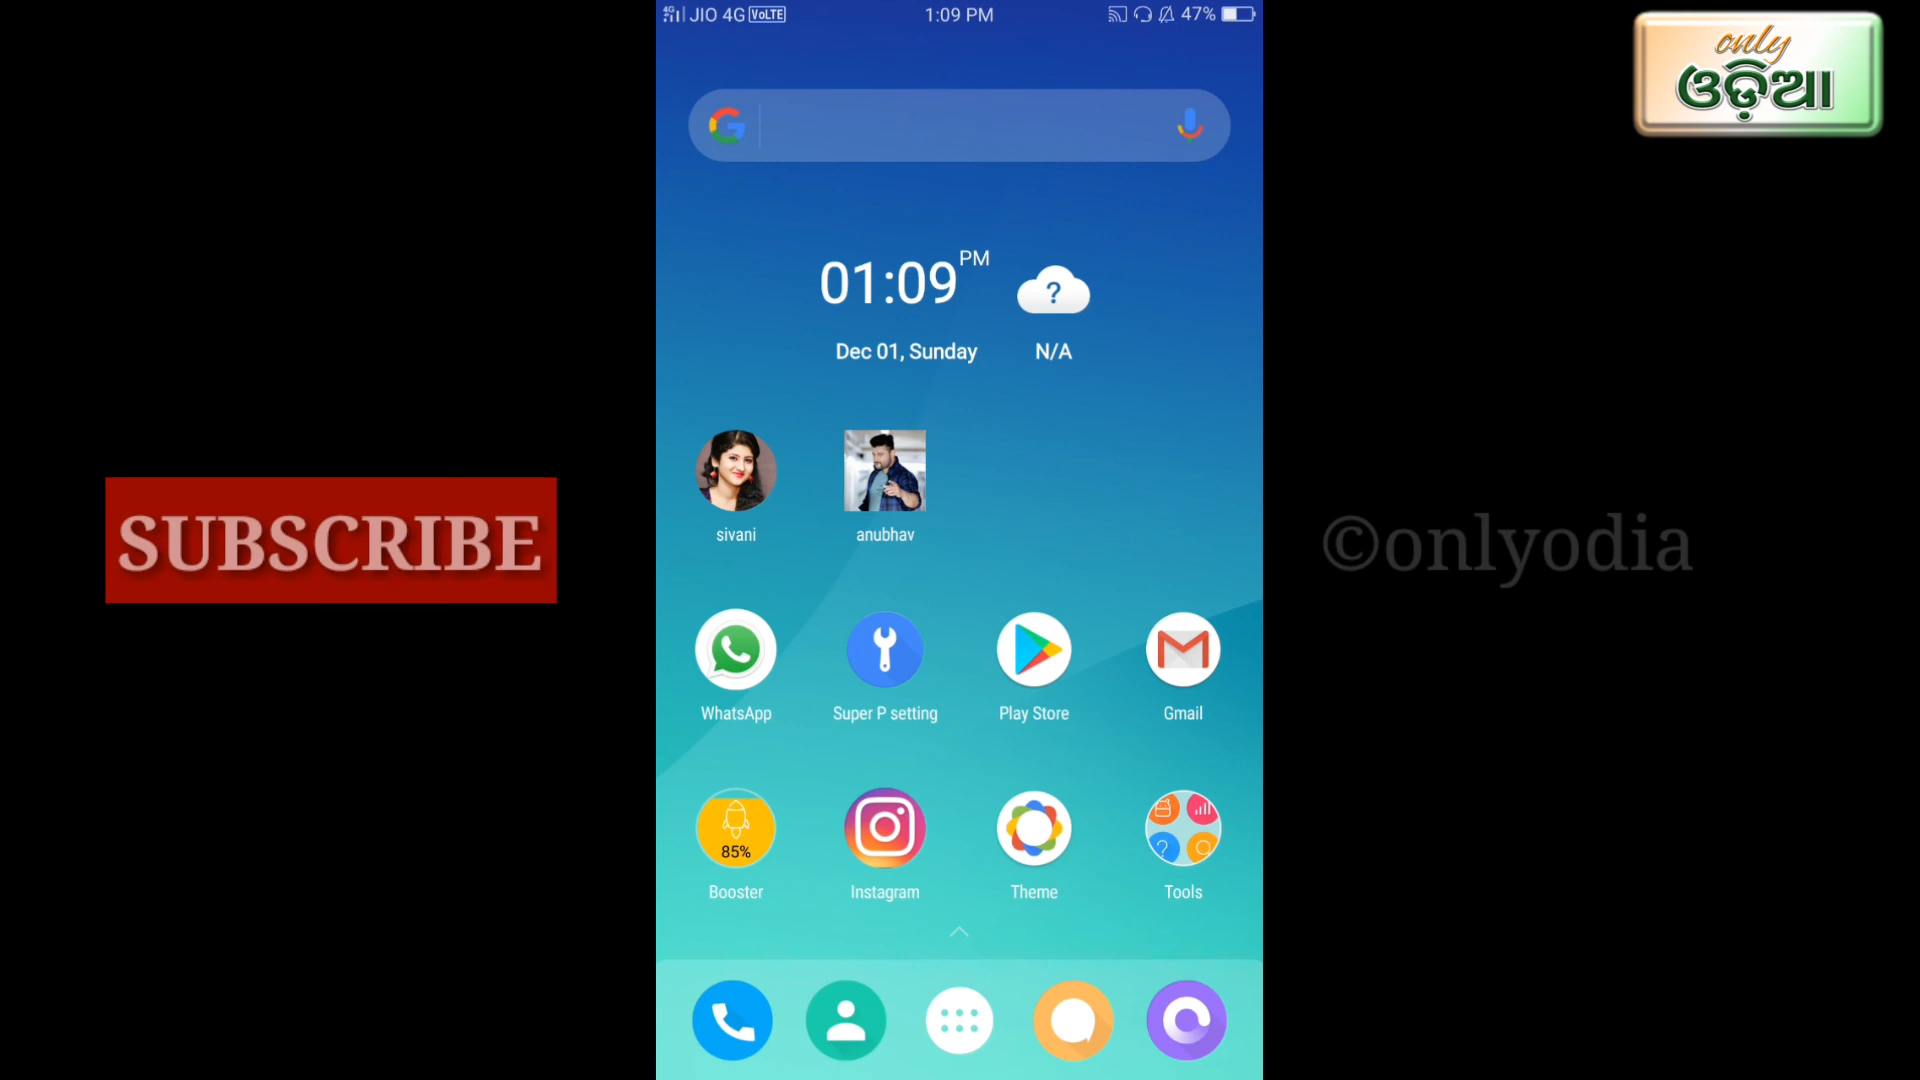 4G JIO 4G VoLTE 1:09 PM 47%
only
ଓଡ଼ିଆ
G
01:09 PM
?
Dec 01, Sunday N/A
sivani anubhav
SUBSCRIBE
©onlyodia
WhatsApp Super P setting Play Store Gmail
85%
?
Booster Instagram Theme Tools